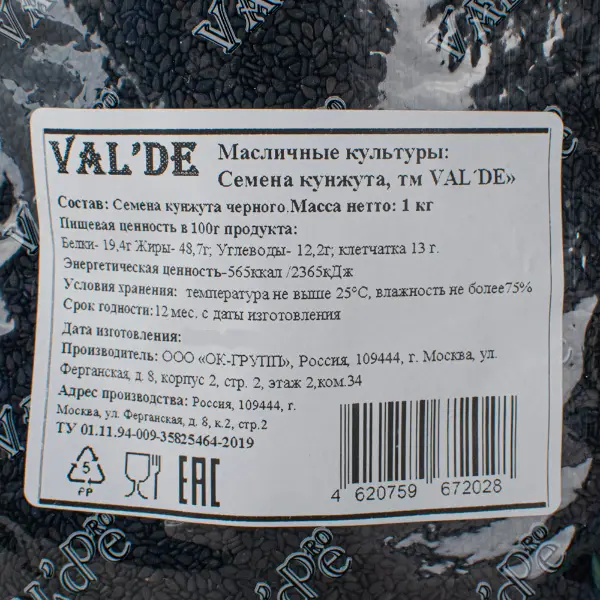 VAL'DE
Масличные культуры:
Семена кунжута, тм VAL'DE»
Состав: Семена кунжута черного.Масса нетто: 1 кг
Пищевая ценность в 100г продукта:
Белки- 19,4г Жиры- 48,7г; Углеводы- 12,2г; клетчатка 13 г.
Энергетическая ценность-565ккал /2365кДж
Условия хранения: температура не выше 25°C, влажность не более75%
Срок годности:12 мес. с даты изготовления
Дата изготовления:
Производитель: ООО «ОК-ГРУПП», Россия, 109444, г. Москва, ул.
Ферганская, д. 8, корпус 2, стр. 2, этаж 2,ком.34
Адрес производства: Россия, 109444, г.
Москва, ул. Ферганская, д. 8, к.2, стр.2
ТУ 01.11.94-009-35825464-2019
5
PP
EAC
4 620759 672028
VAL'DE PRO